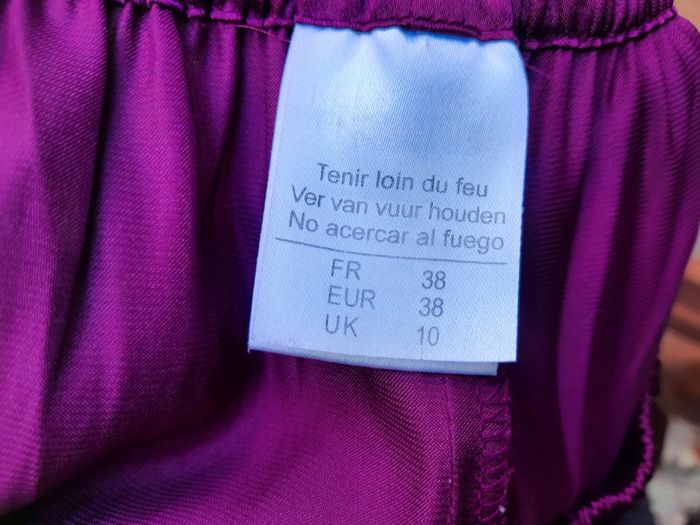 Tenir loin du feu
Ver van vuur houden
No acercar al fuego
FR 38
EUR 38
UK 10